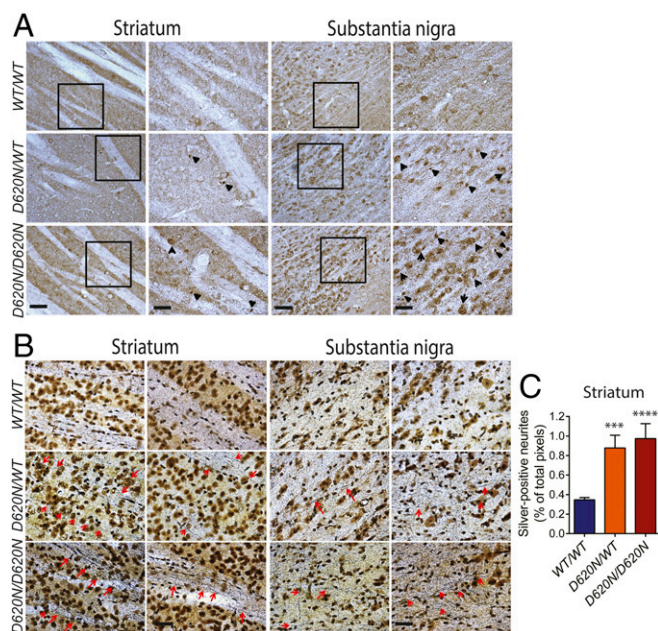 A
Striatum
Substantia nigra
WT/WT
D620N/WT
D620N/D620N
B
Striatum
Substantia nigra
WT/WT
D620N/WT
D620N/D620N
C
Striatum
Silver-positive neurites
(% of total pixels)
1.2
1.0
0.8
0.6
0.4
0.2
0.0
***
****
WT/WT
D620N/WT
D620N/D620N